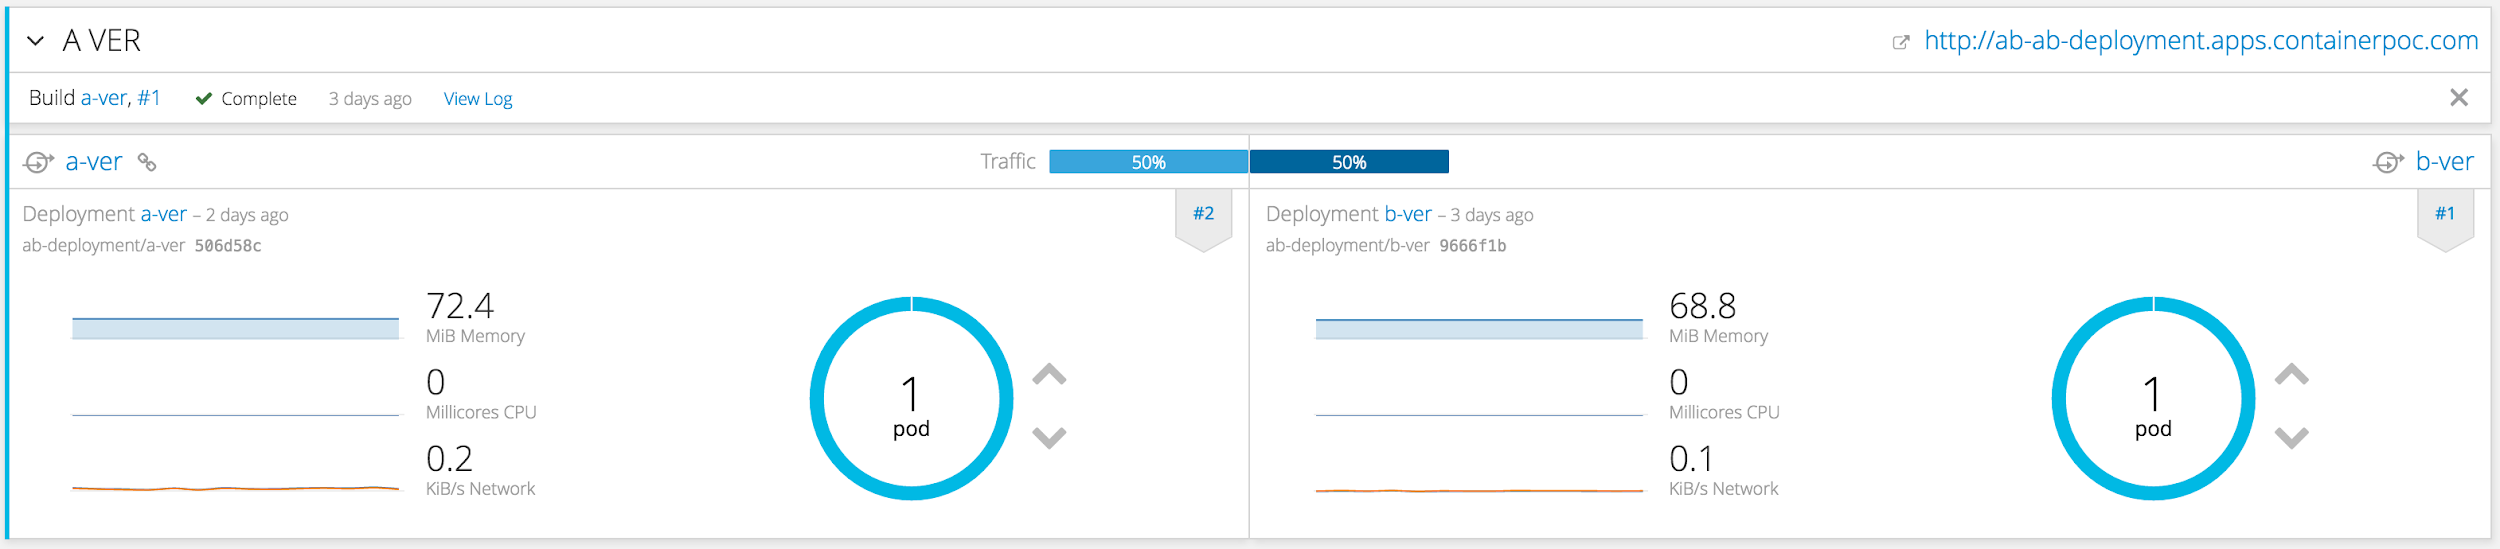 A VER
http://ab-ab-deployment.apps.containerpoc.com
Build a-ver, #1 Complete 3 days ago View Log
a-ver
Traffic 50% 50%
b-ver
Deployment a-ver – 2 days ago
#2
ab-deployment/a-ver 506d58c
72.4
MiB Memory
0
Millicores CPU
0.2
KiB/s Network
1
pod
Deployment b-ver – 3 days ago
#1
ab-deployment/b-ver 9666f1b
68.8
MiB Memory
0
Millicores CPU
0.1
KiB/s Network
1
pod